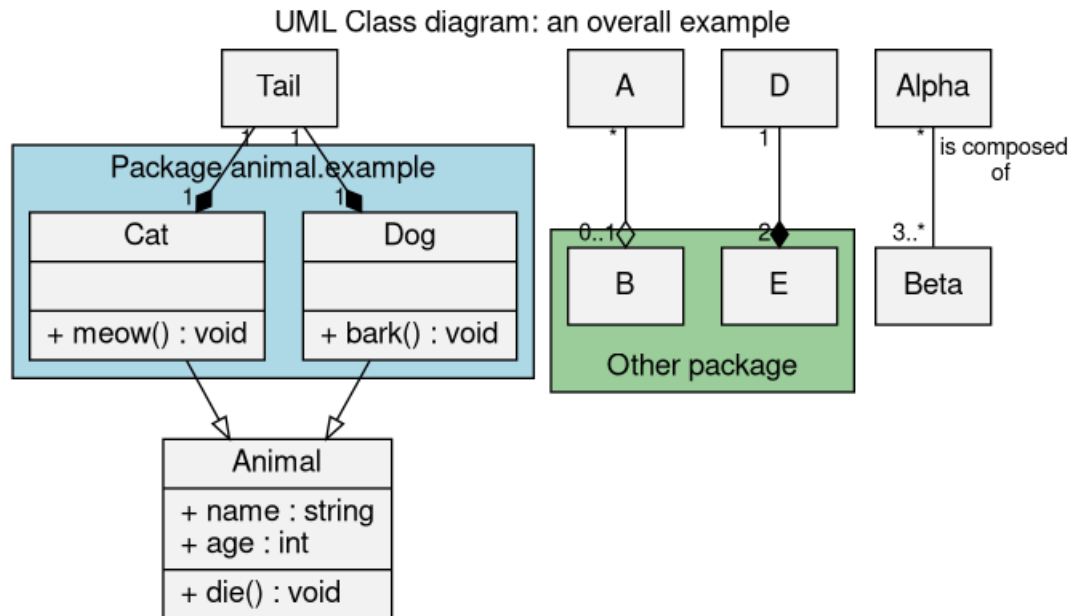 UML Class diagram: an overall example
Tail
A
D
Alpha
1
1
*
1
*
is composed
of
Package animal.example
1
1
0..1
2
3..*
Cat
Dog
B
E
Beta
+ meow() : void
+ bark() : void
Other package
Animal
+ name : string
+ age : int
+ die() : void